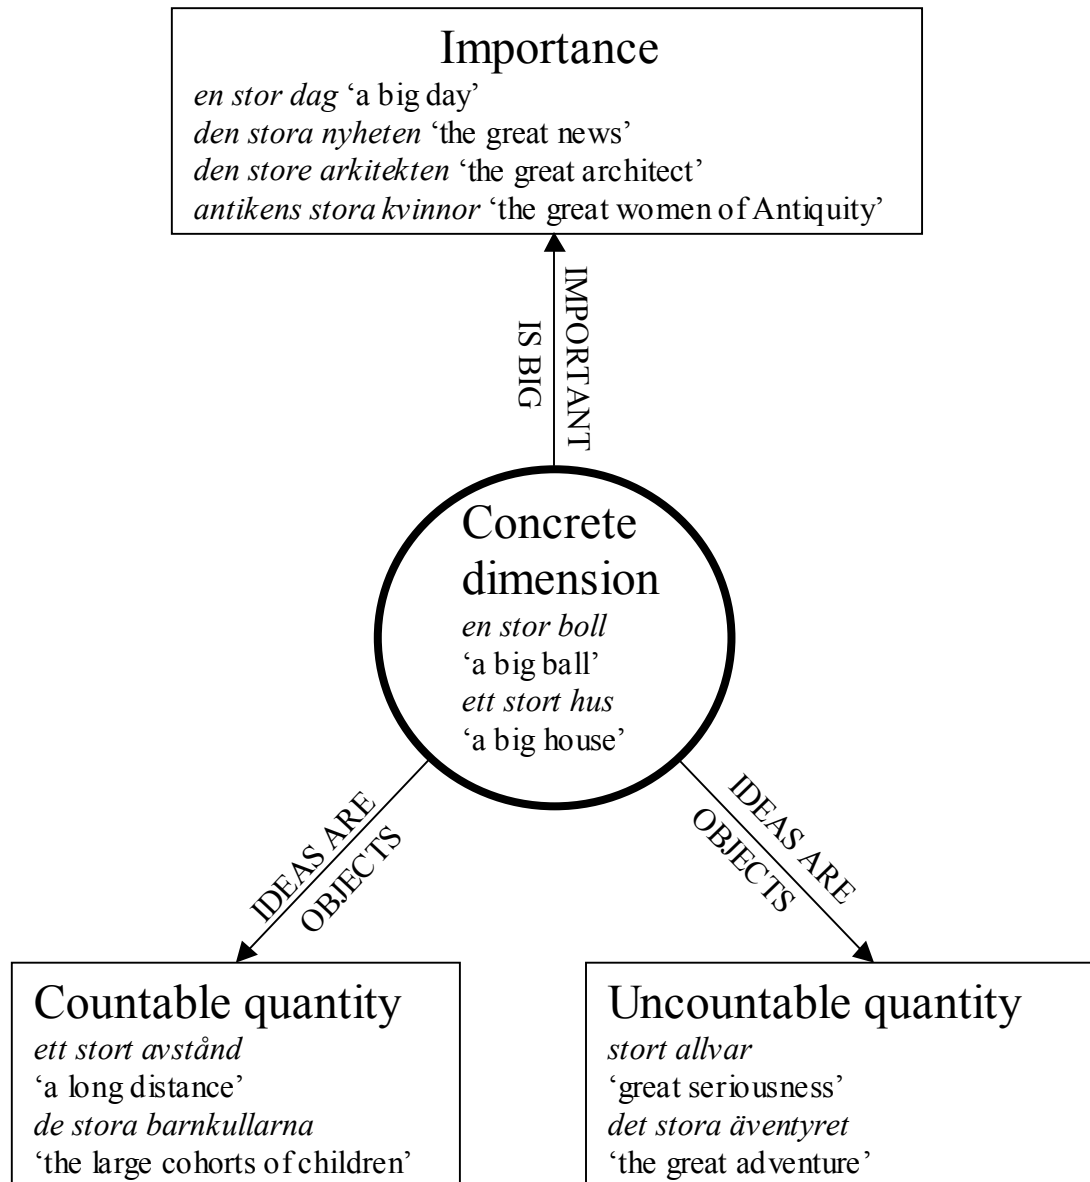 Importance
en stor dag ‘a big day’
den stora nyheten ‘the great news’
den store arkitekten ‘the great architect’
antikens stora kvinnor ‘the great women of Antiquity’
IMPORTANT
IS BIG
Concrete
dimension
en stor boll
‘a big ball’
ett stort hus
‘a big house’
IDEAS ARE
OBJECTS
IDEAS ARE
OBJECTS
Countable quantity
ett stort avstånd
‘a long distance’
de stora barnkullarna
‘the large cohorts of children’
Uncountable quantity
stort allvar
‘great seriousness’
det stora äventyret
‘the great adventure’